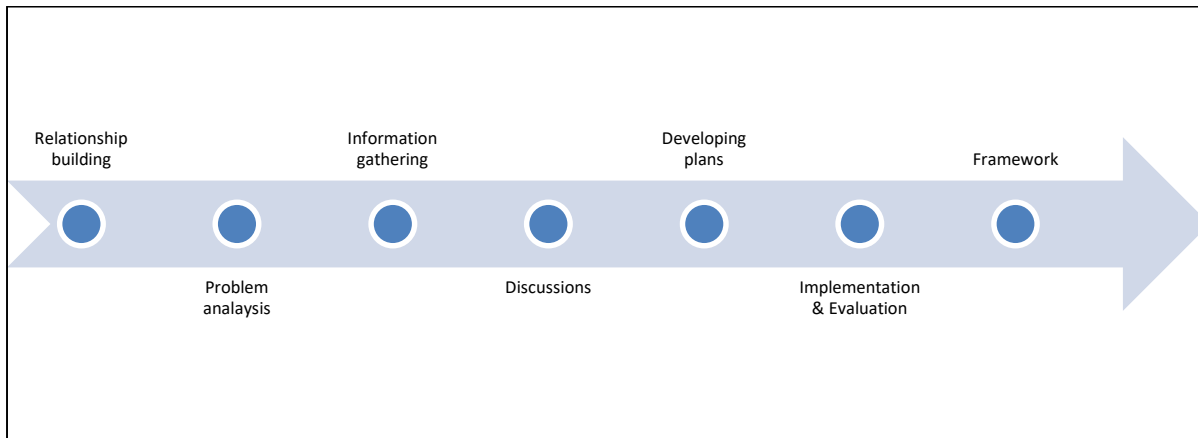 Relationship
building
Problem
analaysis
Information
gathering
Discussions
Developing
plans
Implementation
& Evaluation
Framework